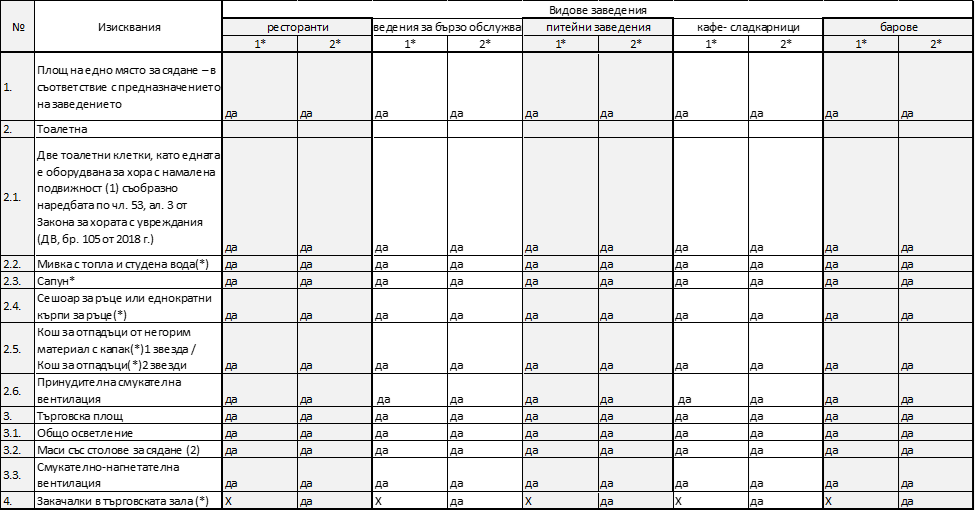 Видове заведения
№ Изисквания ресторанти ведения за бързо обслужва питейни заведения кафе- сладкарници барове
1* 2* 1* 2* 1* 2* 1* 2* 1* 2*
1. Площ на едно място за сядане – в
съответствие с предназначението
на заведението
да да да да да да да да да да
2. Тоалетна
2.1. Две тоалетни клетки, като едната
е оборудвана за хора с намалена
подвижност (1) съобразно
наредбата по чл. 53, ал. 3 от
Закона за хората с увреждания
(ДВ, бр. 105 от 2018 г.)
да да да да да да да да да да
2.2. Мивка с топла и студена вода(*) да да да да да да да да да да
2.3. Сапун* да да да да да да да да да да
2.4. Сешоар за ръце или еднократни
кърпи за ръце(*) да да да да да да да да да да
2.5. Кош за отпадъци от негорим
материал с капак(*)1 звезда /
Кош за отпадъци(*)2 звезди да да да да да да да да да да
2.6. Принудителна смукателна
вентилация да да да да да да да да да да
3. Търговска площ да да да да да да да да да да
3.1. Общо осветление да да да да да да да да да да
3.2. Маси със столове за сядане (2) да да да да да да да да да да
3.3. Смукателно-нагнетателна
вентилация да да да да да да да да да да
4. Закачалки в търговската зала (*) X да X да X да X да X да